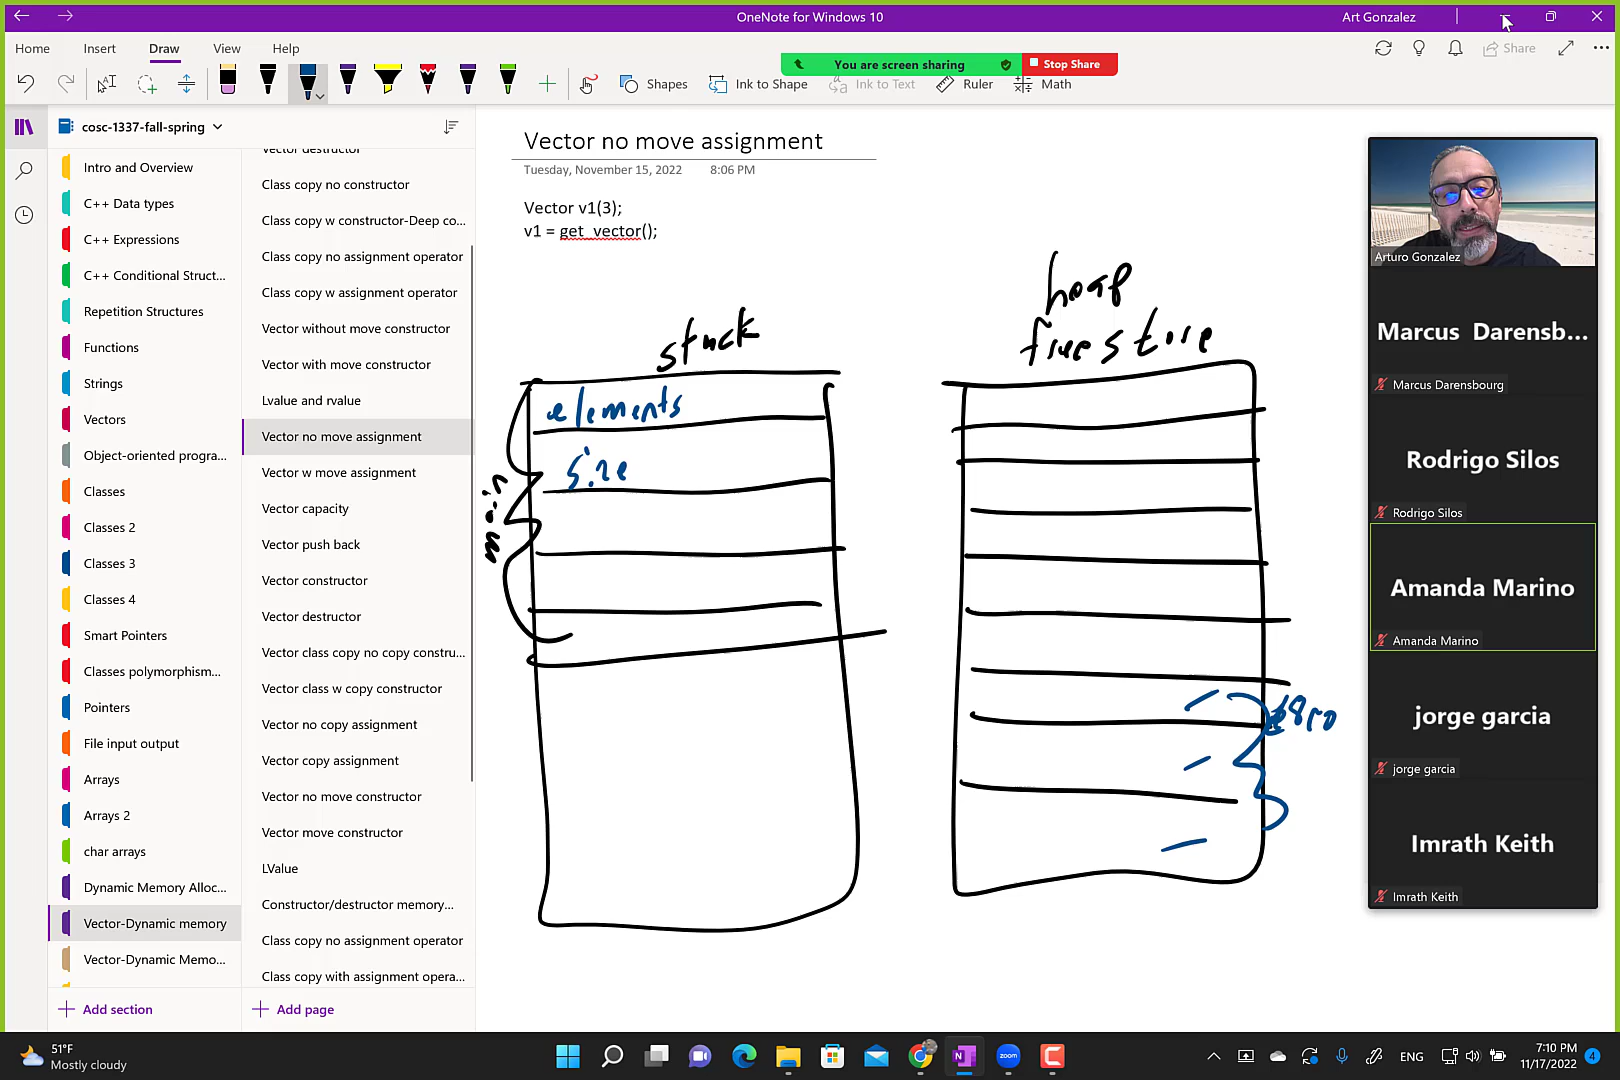 OneNote for Windows 10
Art Gonzalez
Home Insert Draw View Help
Share
You are screen sharing
Stop Share
Shapes
Ink to Shape
Ink to Text
Ruler
Math
cosc-1337-fall-spring
Intro and Overview
C++ Data types
C++ Expressions
C++ Conditional Struct...
Repetition Structures
Functions
Strings
Vectors
Object-oriented progra...
Classes
Classes 2
Classes 3
Classes 4
Smart Pointers
Classes polymorphism...
Pointers
File input output
Arrays
Arrays 2
char arrays
Dynamic Memory Alloc...
Vector-Dynamic memory
Vector-Dynamic Memo...
Add section
Vector destructor
Class copy no constructor
Class copy w constructor-Deep co...
Class copy no assignment operator
Class copy w assignment operator
Vector without move constructor
Vector with move constructor
Lvalue and rvalue
Vector no move assignment
Vector w move assignment
Vector capacity
Vector push back
Vector constructor
Vector destructor
Vector class copy no copy constru...
Vector class w copy constructor
Vector no copy assignment
Vector copy assignment
Vector no move constructor
Vector move constructor
LValue
Constructor/destructor memory...
Class copy no assignment operator
Class copy with assignment opera...
Add page
Vector no move assignment
Tuesday, November 15, 2022 8:06 PM
Vector v1(3);
v1 = get_vector();
stack
heap
free store
elements
size
main
Arturo Gonzalez
Marcus Darensb...
Marcus Darensbourg
Rodrigo Silos
Rodrigo Silos
Amanda Marino
Amanda Marino
jorge garcia
jorge garcia
Imrath Keith
Imrath Keith
51°F
Mostly cloudy
zoom
ENG
7:10 PM
11/17/2022
4